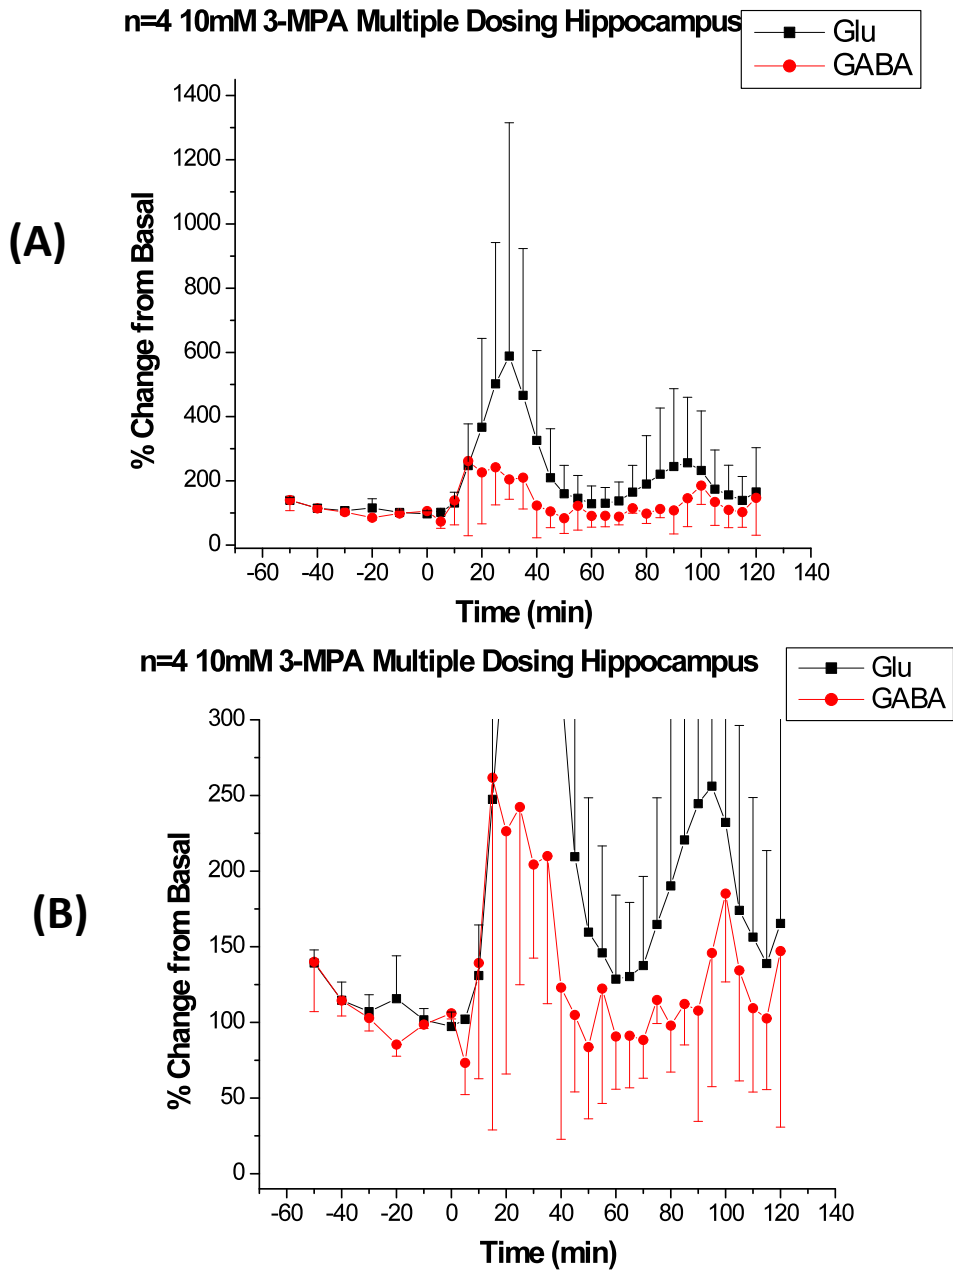 n=4 10mM 3-MPA Multiple Dosing Hippocampus
Glu
GABA
(A)
% Change from Basal
1400
1200
1000
800
600
400
200
0
-60 -40 -20 0 20 40 60 80 100 120 140
Time (min)
n=4 10mM 3-MPA Multiple Dosing Hippocampus
Glu
GABA
(B)
% Change from Basal
300
250
200
150
100
50
0
-60 -40 -20 0 20 40 60 80 100 120 140
Time (min)